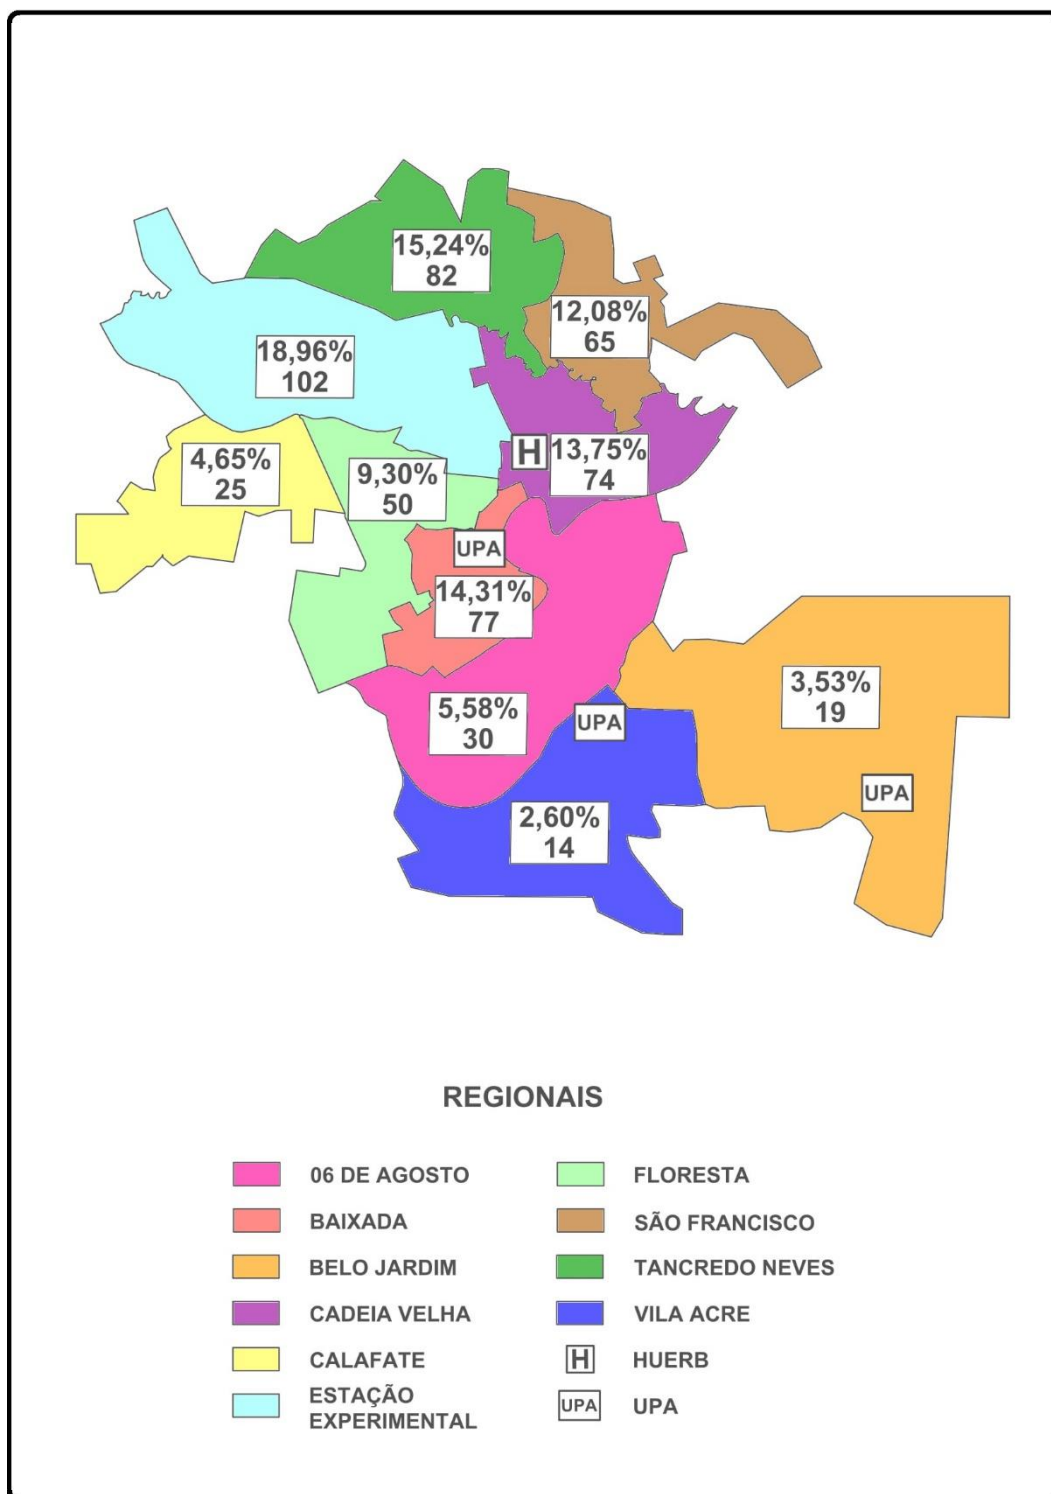 15,24%
82
12,08%
65
18,96%
102
H
13,75%
74
4,65%
25
9,30%
50
UPA
14,31%
77
3,53%
19
5,58%
30
UPA
UPA
2,60%
14
REGIONAIS
06 DE AGOSTO
BAIXADA
BELO JARDIM
CADEIA VELHA
CALAFATE
ESTAÇÃO
EXPERIMENTAL
FLORESTA
SÃO FRANCISCO
TANCREDO NEVES
VILA ACRE
H HUERB
UPA UPA